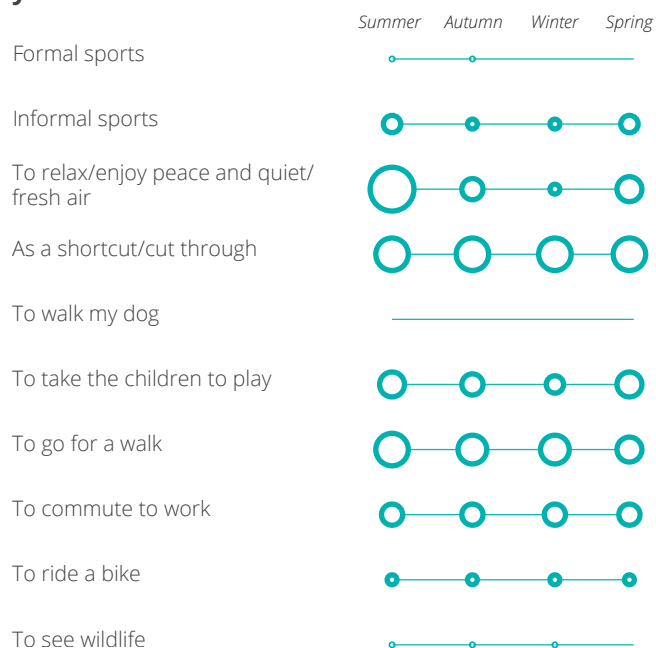 Summer Autumn Winter Spring
Formal sports
Informal sports
To relax/enjoy peace and quiet/
fresh air
As a shortcut/cut through
To walk my dog
To take the children to play
To go for a walk
To commute to work
To ride a bike
To see wildlife